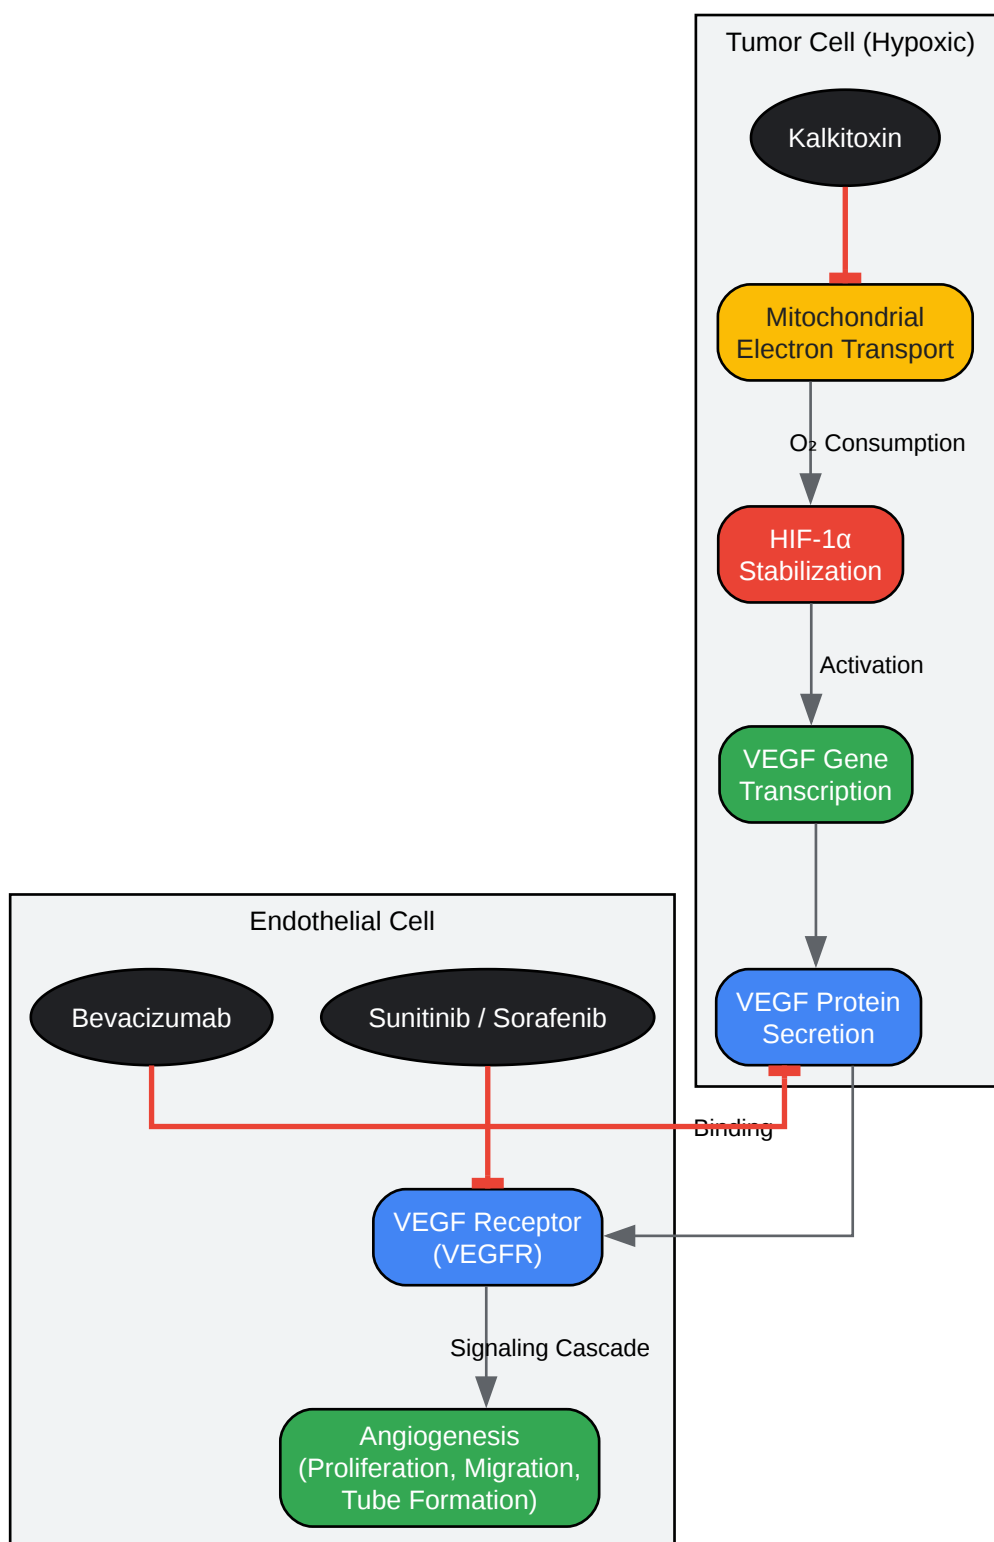 Tumor Cell (Hypoxic)
Kalkitoxin
Mitochondrial
Electron Transport
O₂ Consumption
HIF-1α
Stabilization
Activation
VEGF Gene
Transcription
VEGF Protein
Secretion
Endothelial Cell
Bevacizumab
Sunitinib / Sorafenib
Binding
VEGF Receptor
(VEGFR)
Signaling Cascade
Angiogenesis
(Proliferation, Migration,
Tube Formation)